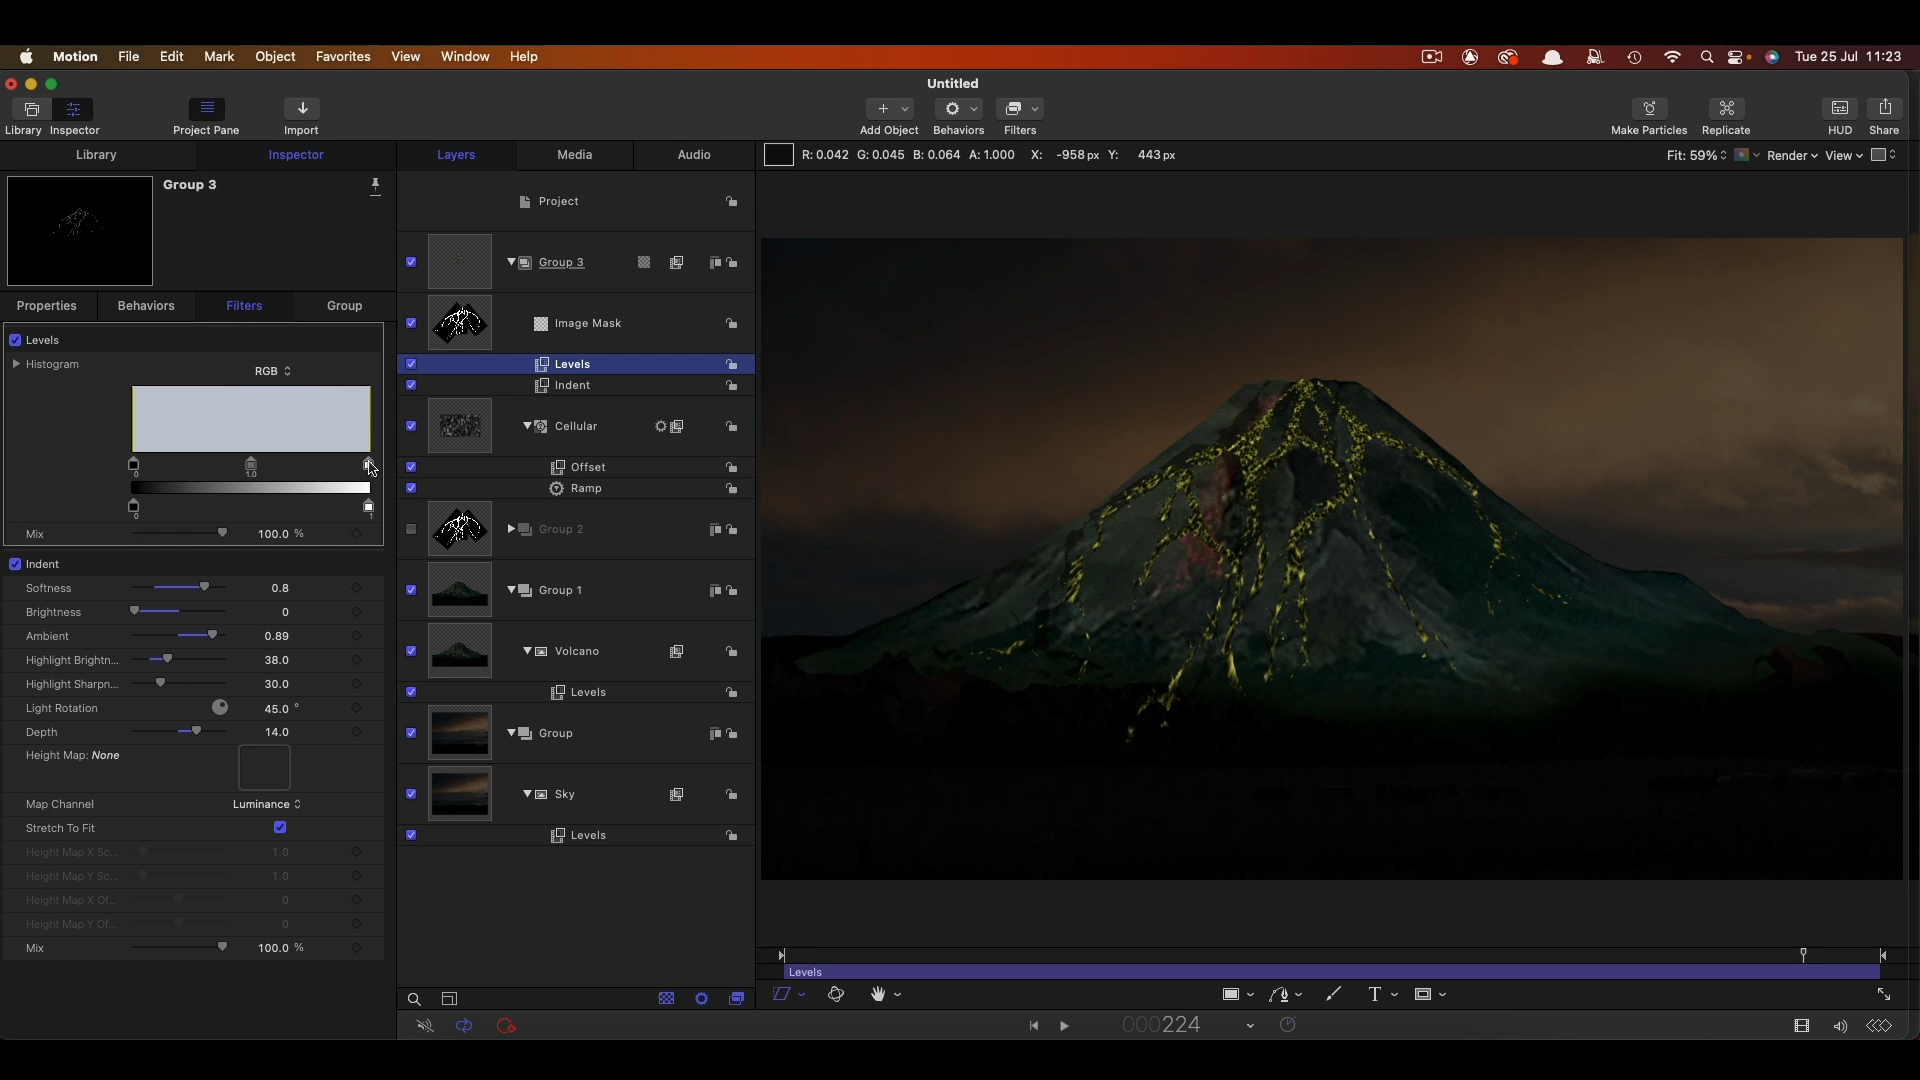 Motion File Edit Mark Object Favorites View Window Help Tue 25 Jul 11:23
Untitled
Library Inspector Project Pane Import Add Object Behaviors Filters Make Particles Replicate HUD Share
Library Inspector Layers Media Audio R: 0.042 G: 0.045 B: 0.064 A: 1.000 X: -958 px Y: 443 px Fit: 59% Render View
Group 3
Project
Group 3
Properties Behaviors Filters Group
Image Mask
Levels
Histogram
RGB
Levels
Indent
Cellular
0 1.0
Offset
Ramp
0 1
Mix 100.0 %
Group 2
Indent
Softness 0.8
Group 1
Brightness 0
Ambient 0.89
Highlight Brightn... 38.0
Volcano
Highlight Sharpn... 30.0
Levels
Light Rotation 45.0 °
Depth 14.0
Group
Height Map: None
Map Channel Luminance
Sky
Stretch To Fit
Levels
Height Map X Sc... 1.0
Height Map Y Sc... 1.0
Height Map X Of... 0
Height Map Y Of... 0
Mix 100.0 %
Levels
T
000224